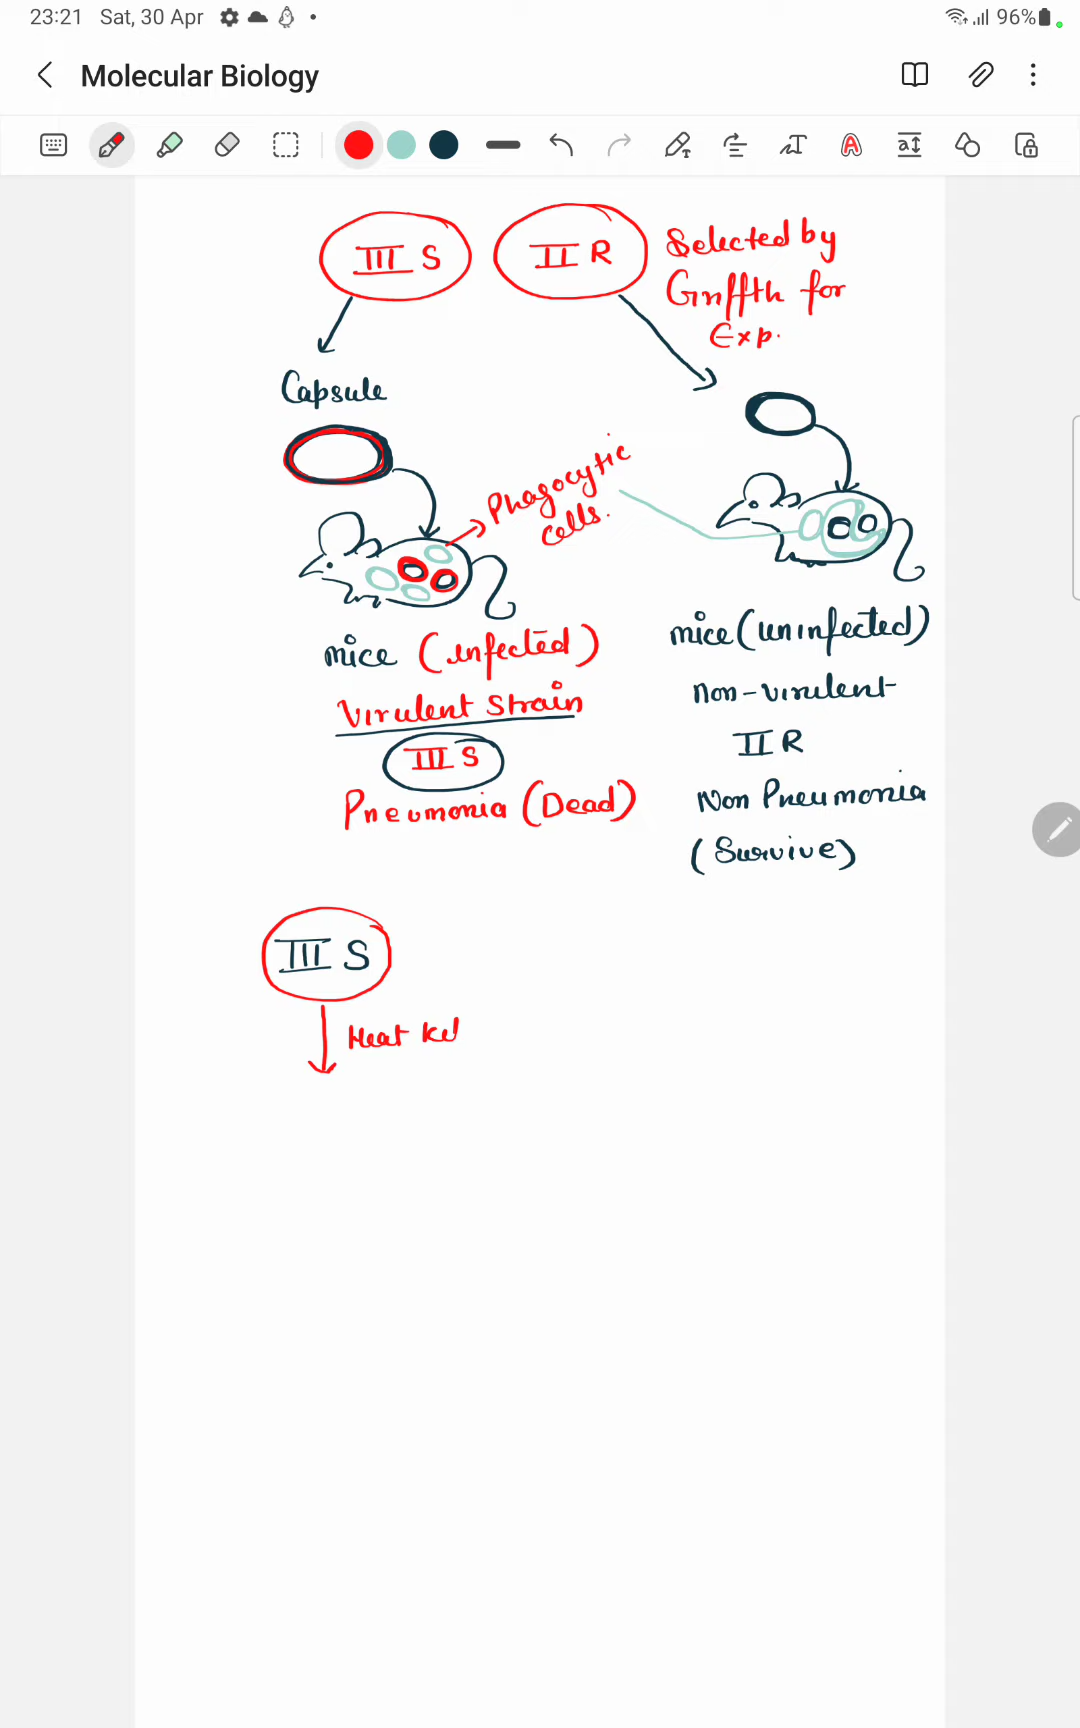 23:21 Sat, 30 Apr 96%
Molecular Biology
III S II R Selected by
Griffth for
Exp.
Capsule
Phagocytic
cells.
mice (infected) mice (uninfected)
Virulent Strain non-virulent
III S II R
Pneumonia (Dead) Non Pneumonia
(Survive)
III S
Heat kil